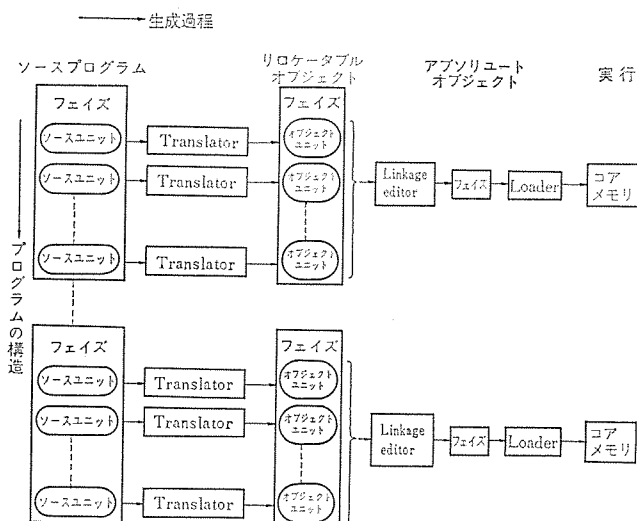 生成過程
ソースプログラム
リロケータブル
オブジェクト
アブソリュート
オブジェクト
実行
プログラムの構造
フェイズ
ソースユニット
Translator
ソースユニット
Translator
ソースユニット
Translator
フェイズ
オブジェクト
ユニット
オブジェクト
ユニット
オブジェクト
ユニット
Linkage
editor
フェイズ
Loader
コア
メモリ
フェイズ
ソースユニット
Translator
ソースユニット
Translator
ソースユニット
Translator
フェイズ
オブジェクト
ユニット
オブジェクト
ユニット
オブジェクト
ユニット
Linkage
editor
フェイズ
Loader
コア
メモリ